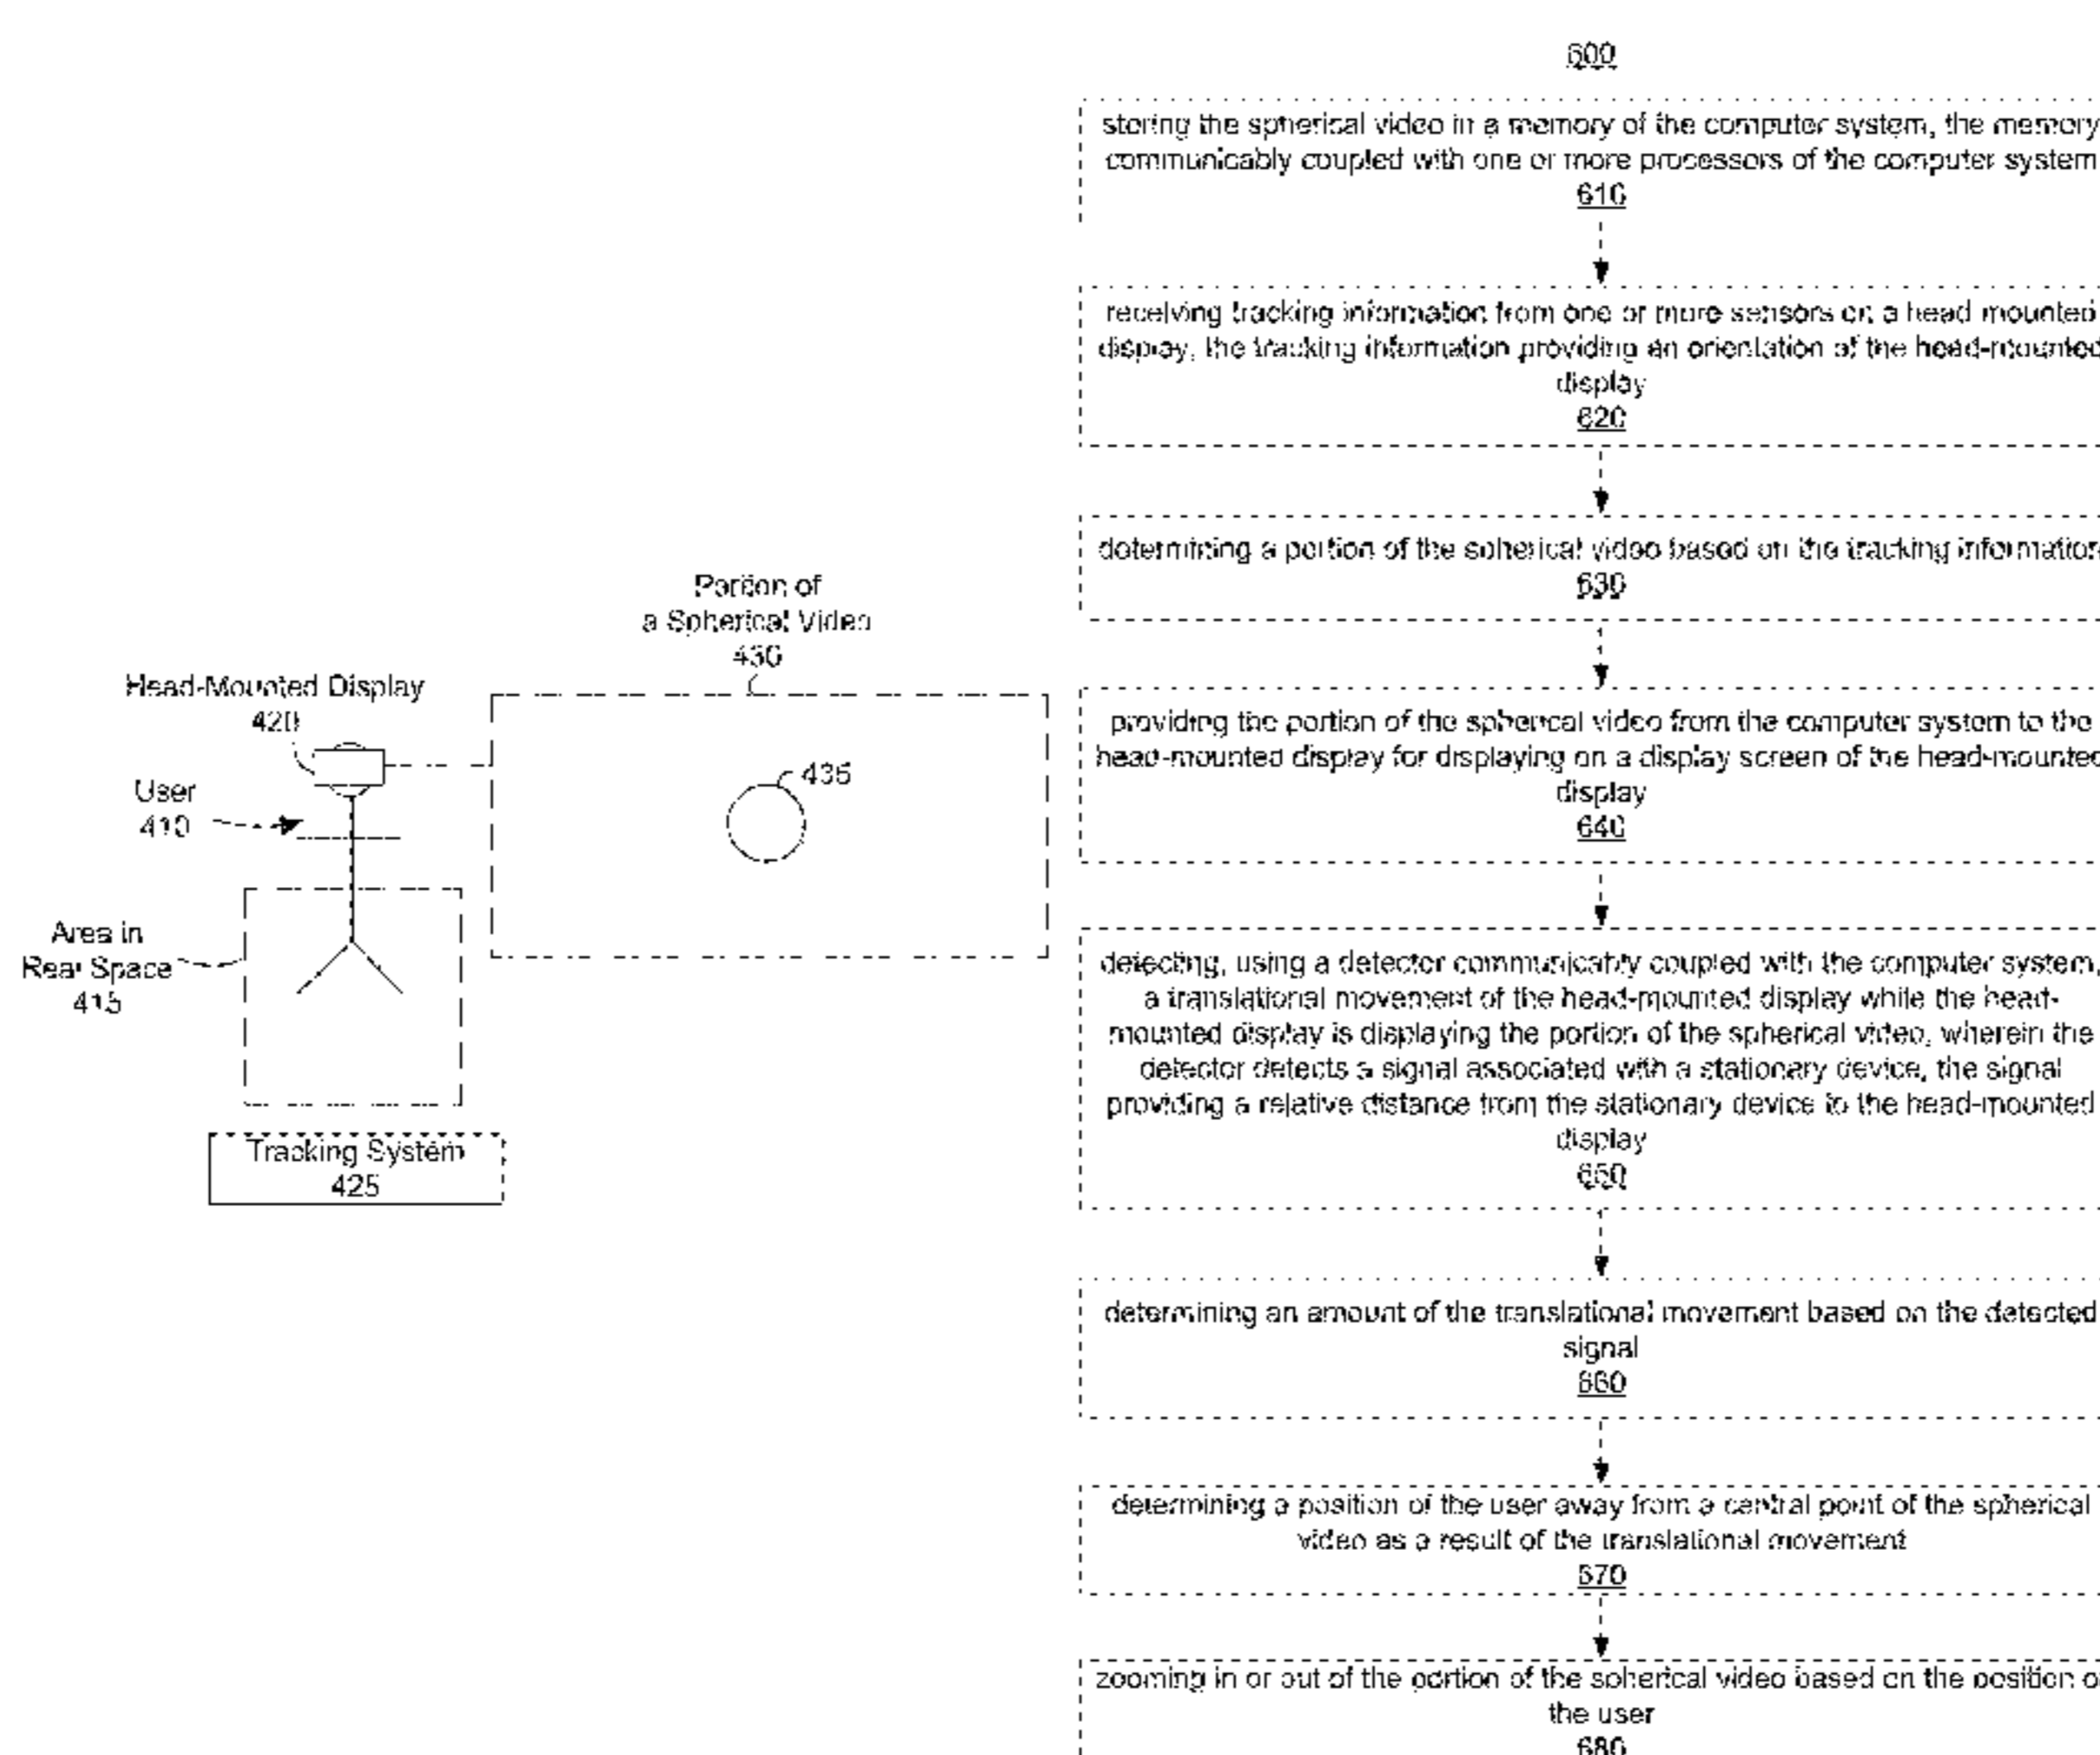 Portion of
a Spherical Video
430
Head-Mounted Display
420
435
User
410
Area in
Real Space
415
Tracking System
425
600
storing the spherical video in a memory of the computer system, the memory
communicably coupled with one or more processors of the computer system
610
receiving tracking information from one or more sensors on a head mounted
display, the tracking information providing an orientation of the head-mounted
display
620
determining a portion of the spherical video based on the tracking information
630
providing the portion of the spherical video from the computer system to the
head-mounted display for displaying on a display screen of the head-mounted
display
640
detecting, using a detector communicably coupled with the computer system,
a translational movement of the head-mounted display while the head-
mounted display is displaying the portion of the spherical video, wherein the
detector detects a signal associated with a stationary device, the signal
providing a relative distance from the stationary device to the head-mounted
display
650
determining an amount of the translational movement based on the detected
signal
660
determining a position of the user away from a central point of the spherical
video as a result of the translational movement
670
zooming in or out of the portion of the spherical video based on the position
the user
680